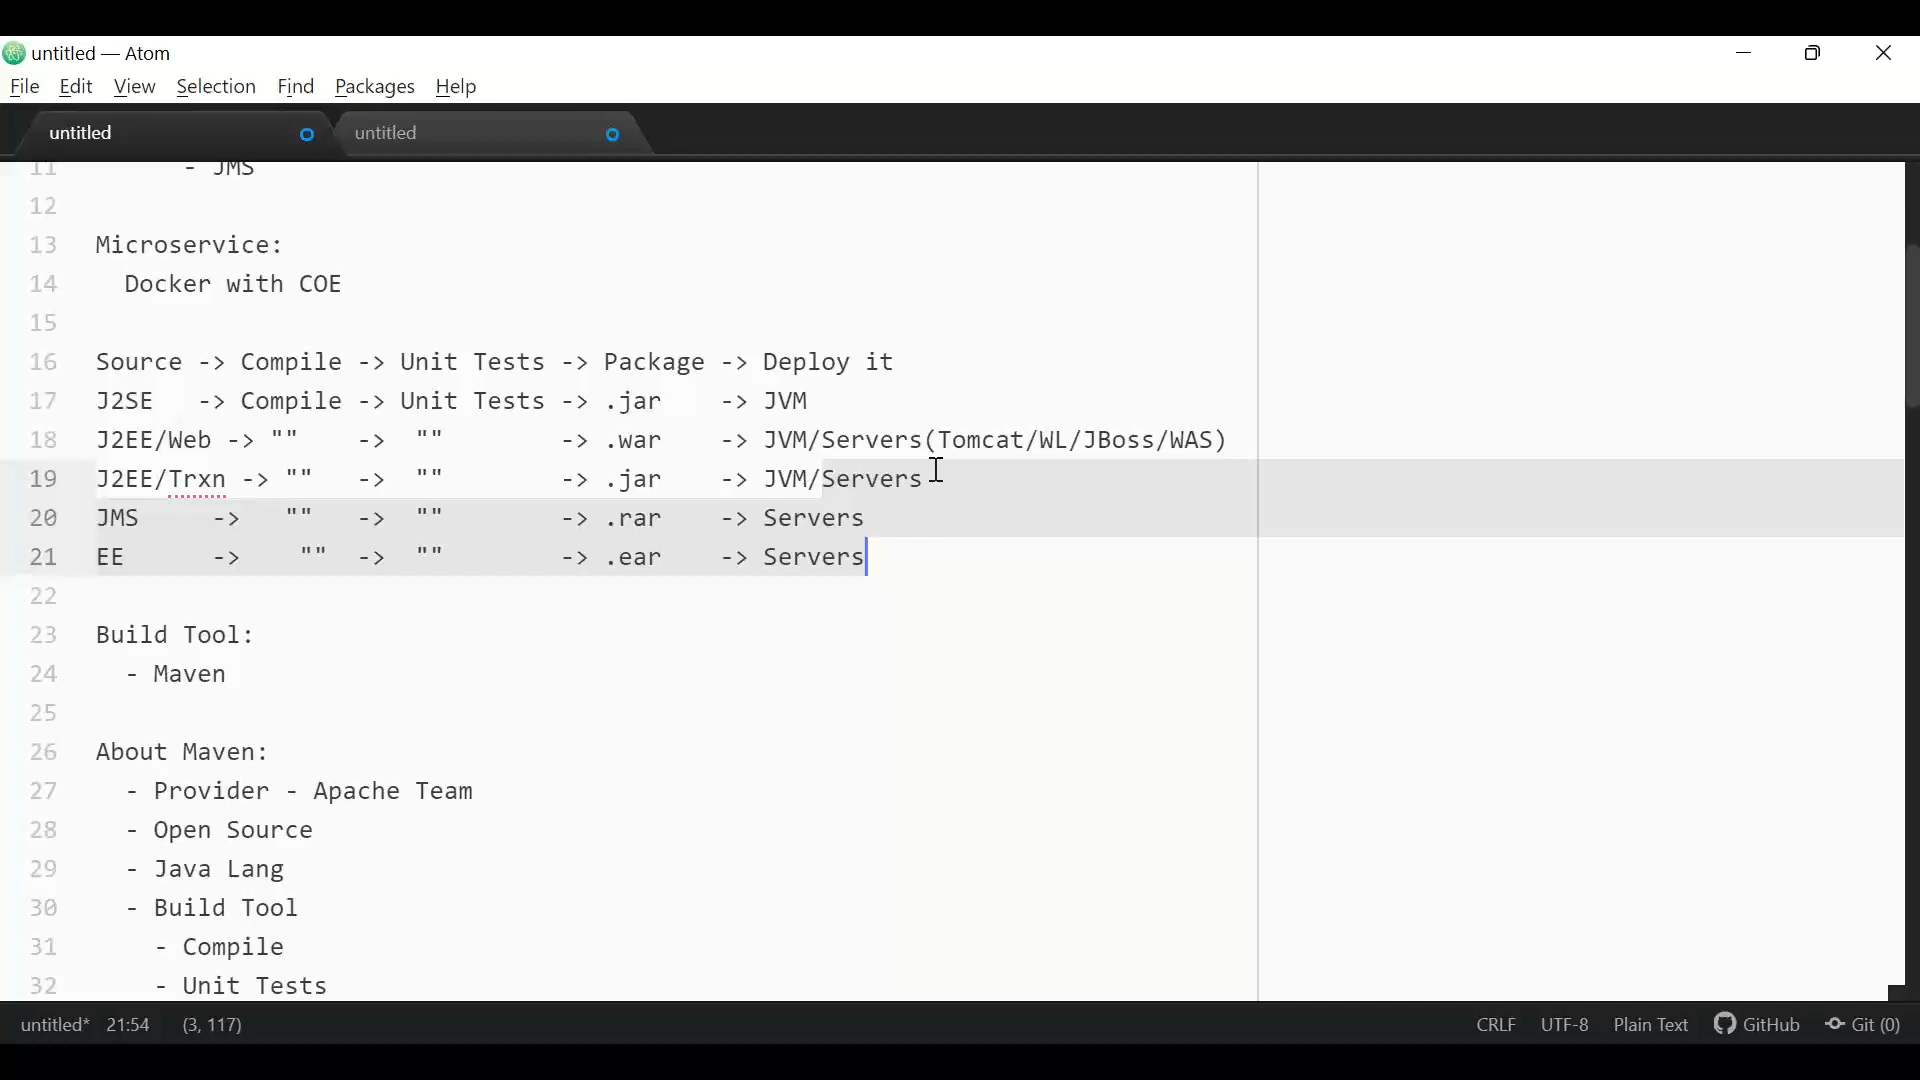 untitled — Atom
File Edit View Selection Find Packages Help
untitled untitled
11 - JMS
12
13 Microservice:
14 Docker with COE
15
16 Source -> Compile -> Unit Tests -> Package -> Deploy it
17 J2SE -> Compile -> Unit Tests -> .jar -> JVM
18 J2EE/Web -> "" -> "" -> .war -> JVM/Servers(Tomcat/WL/JBoss/WAS)
19 J2EE/Trxn -> "" -> "" -> .jar -> JVM/Servers
20 JMS -> "" -> "" -> .rar -> Servers
21 EE -> "" -> "" -> .ear -> Servers
22
23 Build Tool:
24 - Maven
25
26 About Maven:
27 - Provider - Apache Team
28 - Open Source
29 - Java Lang
30 - Build Tool
31 - Compile
32 - Unit Tests
untitled* 21:54 (3, 117) CRLF UTF-8 Plain Text GitHub Git (0)